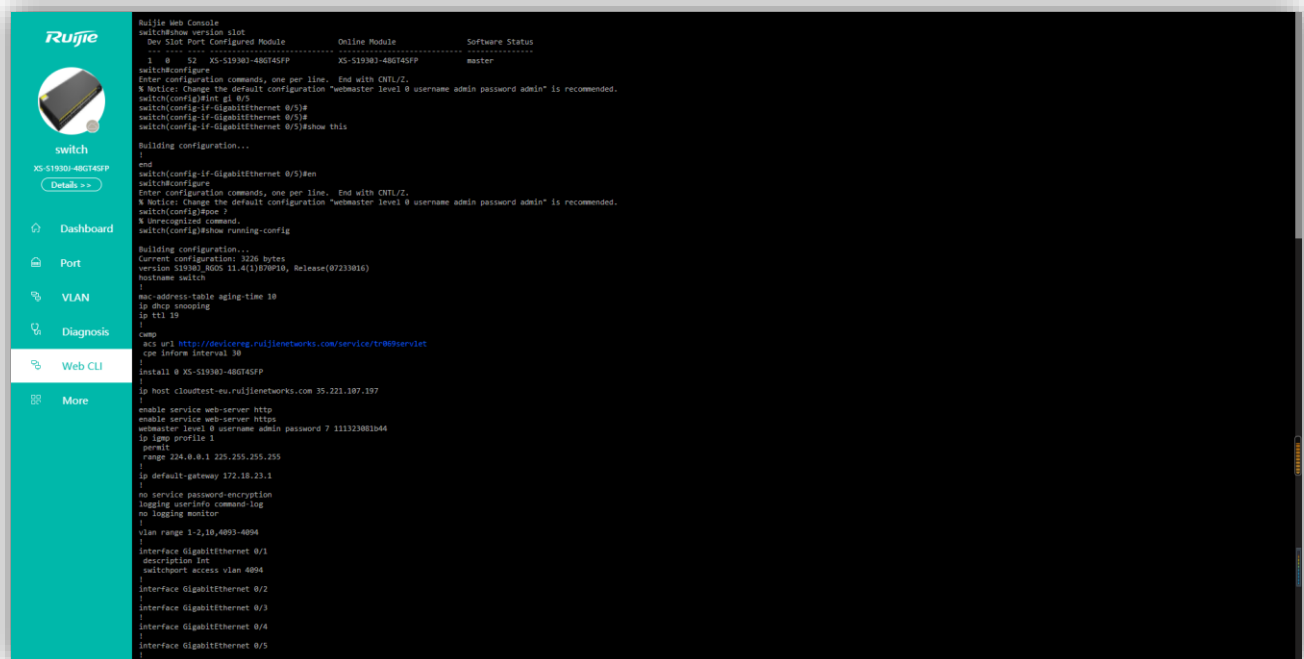 Ruijie
switch
XS-S1930J-48GT4SFP
Details >>
Dashboard
Port
VLAN
Diagnosis
Web CLI
More
Ruijie Web Console
switch#show version slot
Dev Slot Port Configured Module Online Module Software Status
--- ---- ---- ---------------------------- ---------------------------- ---------------
1 0 52 XS-S1930J-48GT4SFP XS-S1930J-48GT4SFP master
switch#configure
Enter configuration commands, one per line. End with CNTL/Z.
% Notice: Change the default configuration "webmaster level 0 username admin password admin" is recommended.
switch(config)#int gi 0/5
switch(config-if-GigabitEthernet 0/5)#
switch(config-if-GigabitEthernet 0/5)#
switch(config-if-GigabitEthernet 0/5)#show this
Building configuration...
!
end
switch(config-if-GigabitEthernet 0/5)#en
switch#configure
Enter configuration commands, one per line. End with CNTL/Z.
% Notice: Change the default configuration "webmaster level 0 username admin password admin" is recommended.
switch(config)#poe ?
% Unrecognized command.
switch(config)#show running-config
Building configuration...
Current configuration: 3226 bytes
version S1930J_RGOS 11.4(1)B70P10, Release(07233016)
hostname switch
!
mac-address-table aging-time 10
ip dhcp snooping
ip ttl 19
!
cwmp
acs url http://devicereg.ruijienetworks.com/service/tr069servlet
cpe inform interval 30
!
install 0 XS-S1930J-48GT4SFP
!
ip host cloudtest-eu.ruijienetworks.com 35.221.107.197
!
enable service web-server http
enable service web-server https
webmaster level 0 username admin password 7 111323081b44
ip igmp profile 1
permit
range 224.0.0.1 225.255.255.255
!
ip default-gateway 172.18.23.1
!
no service password-encryption
logging userinfo command-log
no logging monitor
!
vlan range 1-2,10,4093-4094
!
interface GigabitEthernet 0/1
description Int
switchport access vlan 4094
!
interface GigabitEthernet 0/2
!
interface GigabitEthernet 0/3
!
interface GigabitEthernet 0/4
!
interface GigabitEthernet 0/5
!